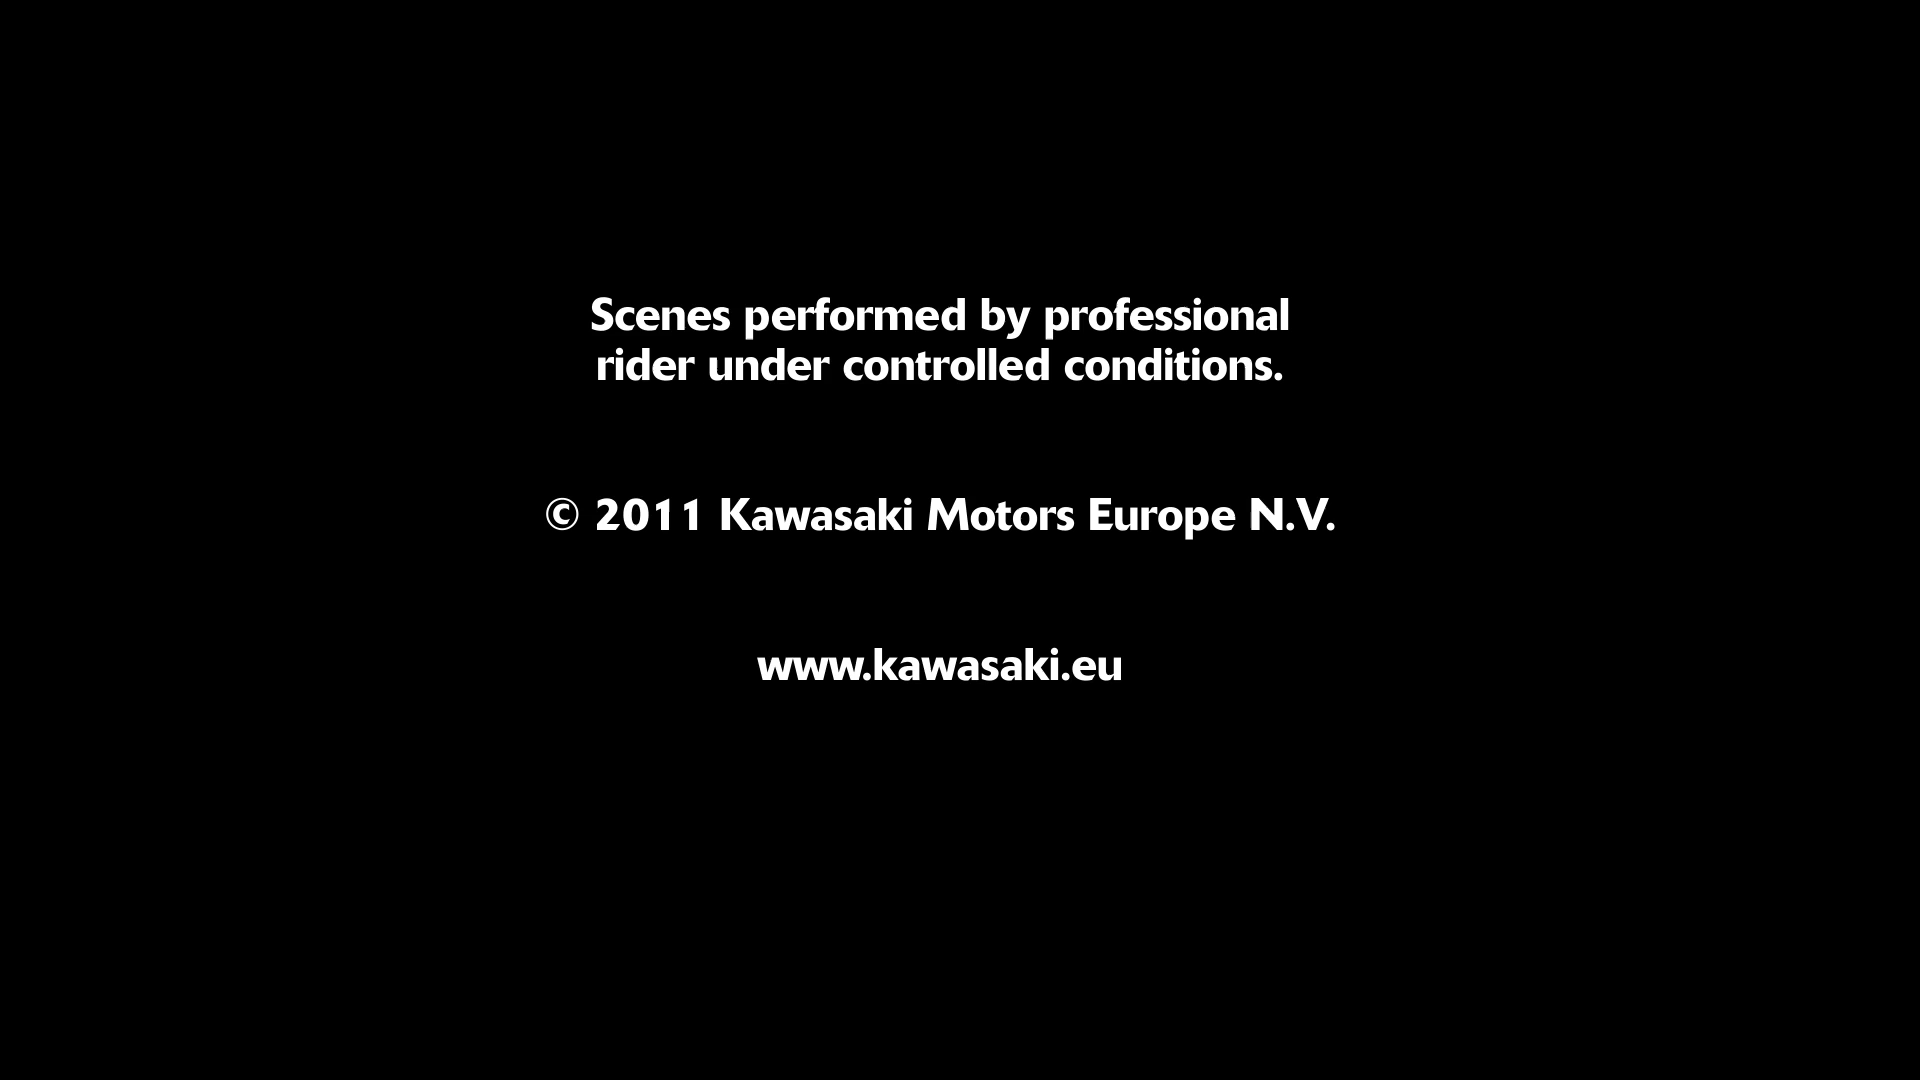 Scenes performed by professional
rider under controlled conditions.
© 2011 Kawasaki Motors Europe N.V.
www.kawasaki.eu